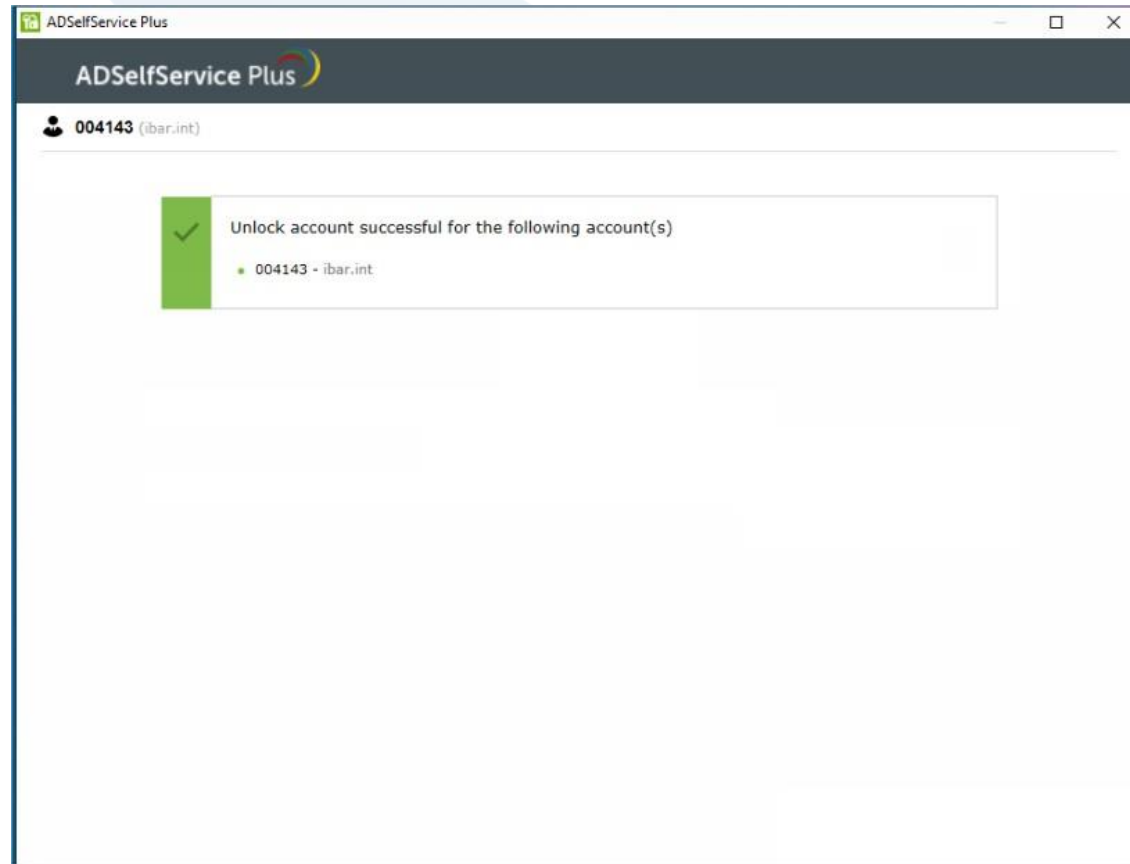 ADSelfService Plus
ADSelfService Plus
004143 (ibar.int)
Unlock account successful for the following account(s)
004143 - ibar.int